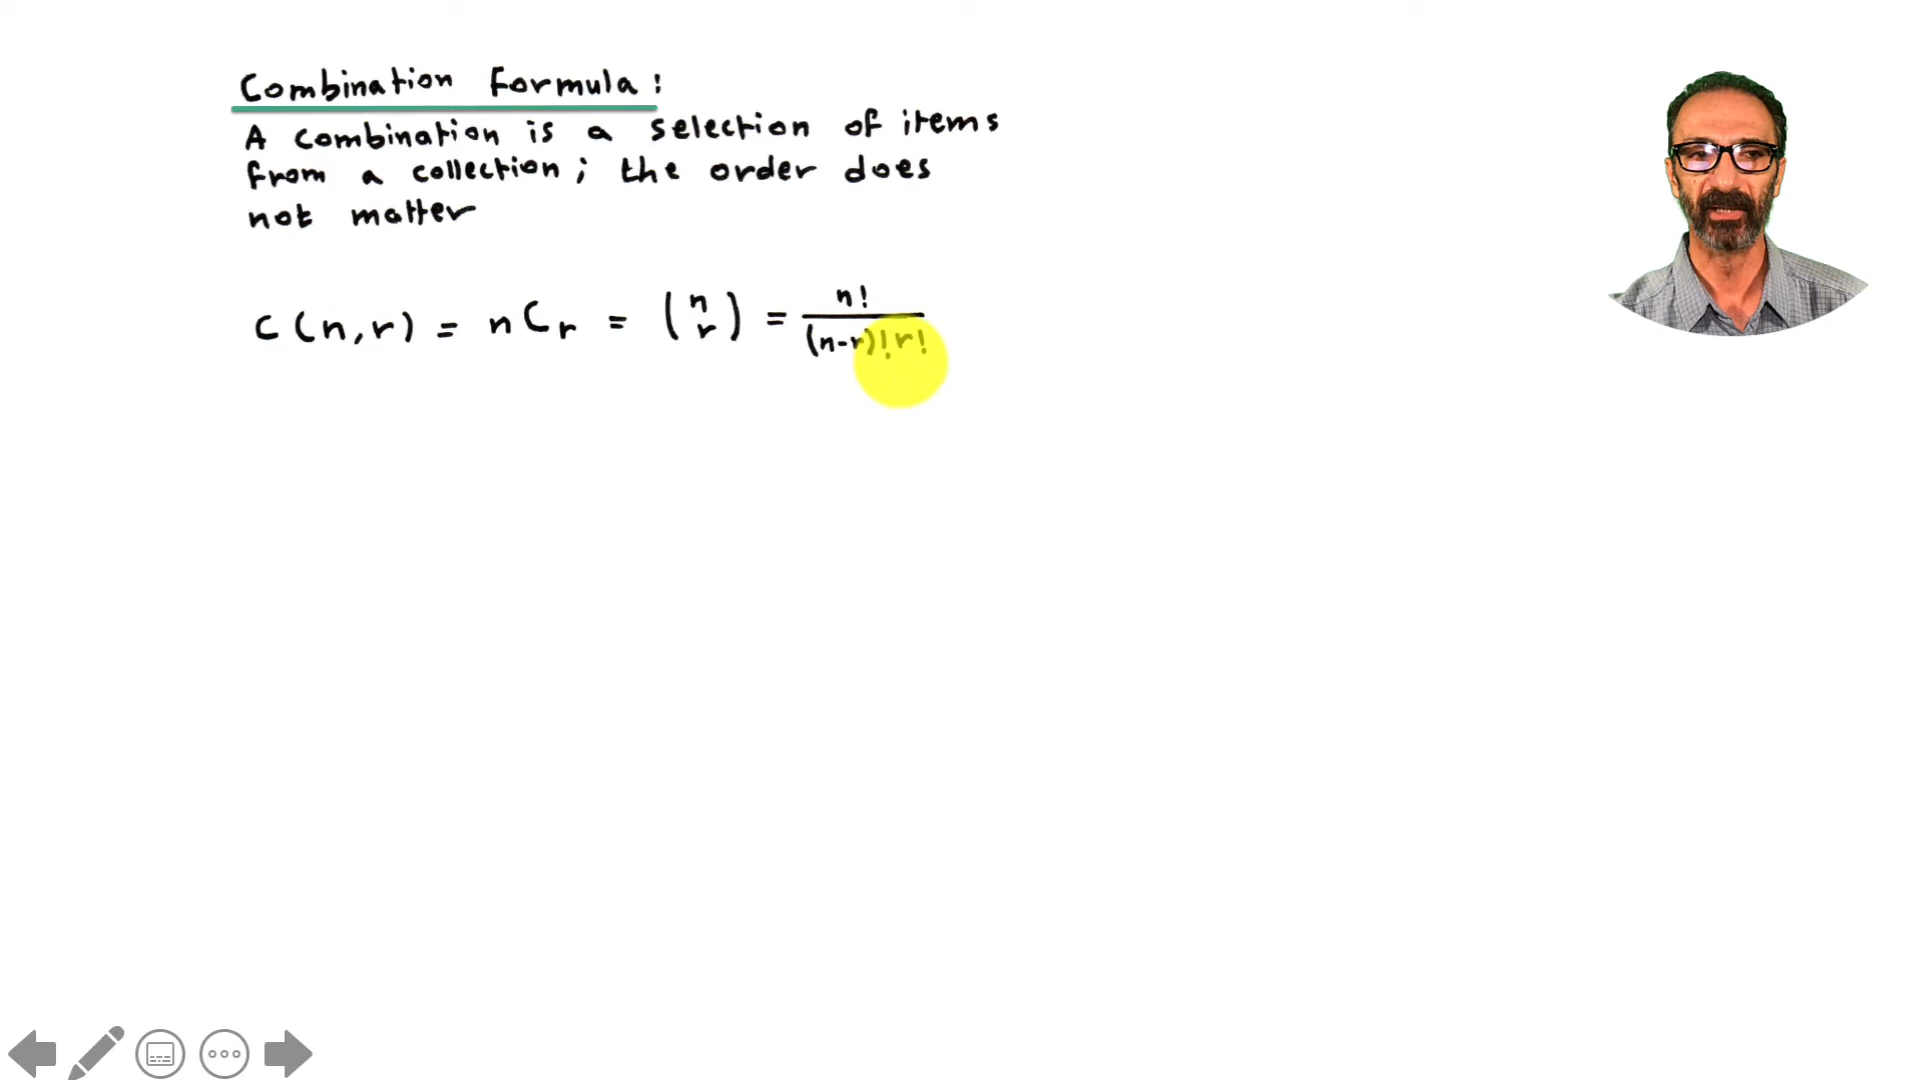 Combination Formula:
A combination is a selection of items
from a collection; the order does
not matter
C(n,r) = nCr = (n r) = n! / (n-r)!r!